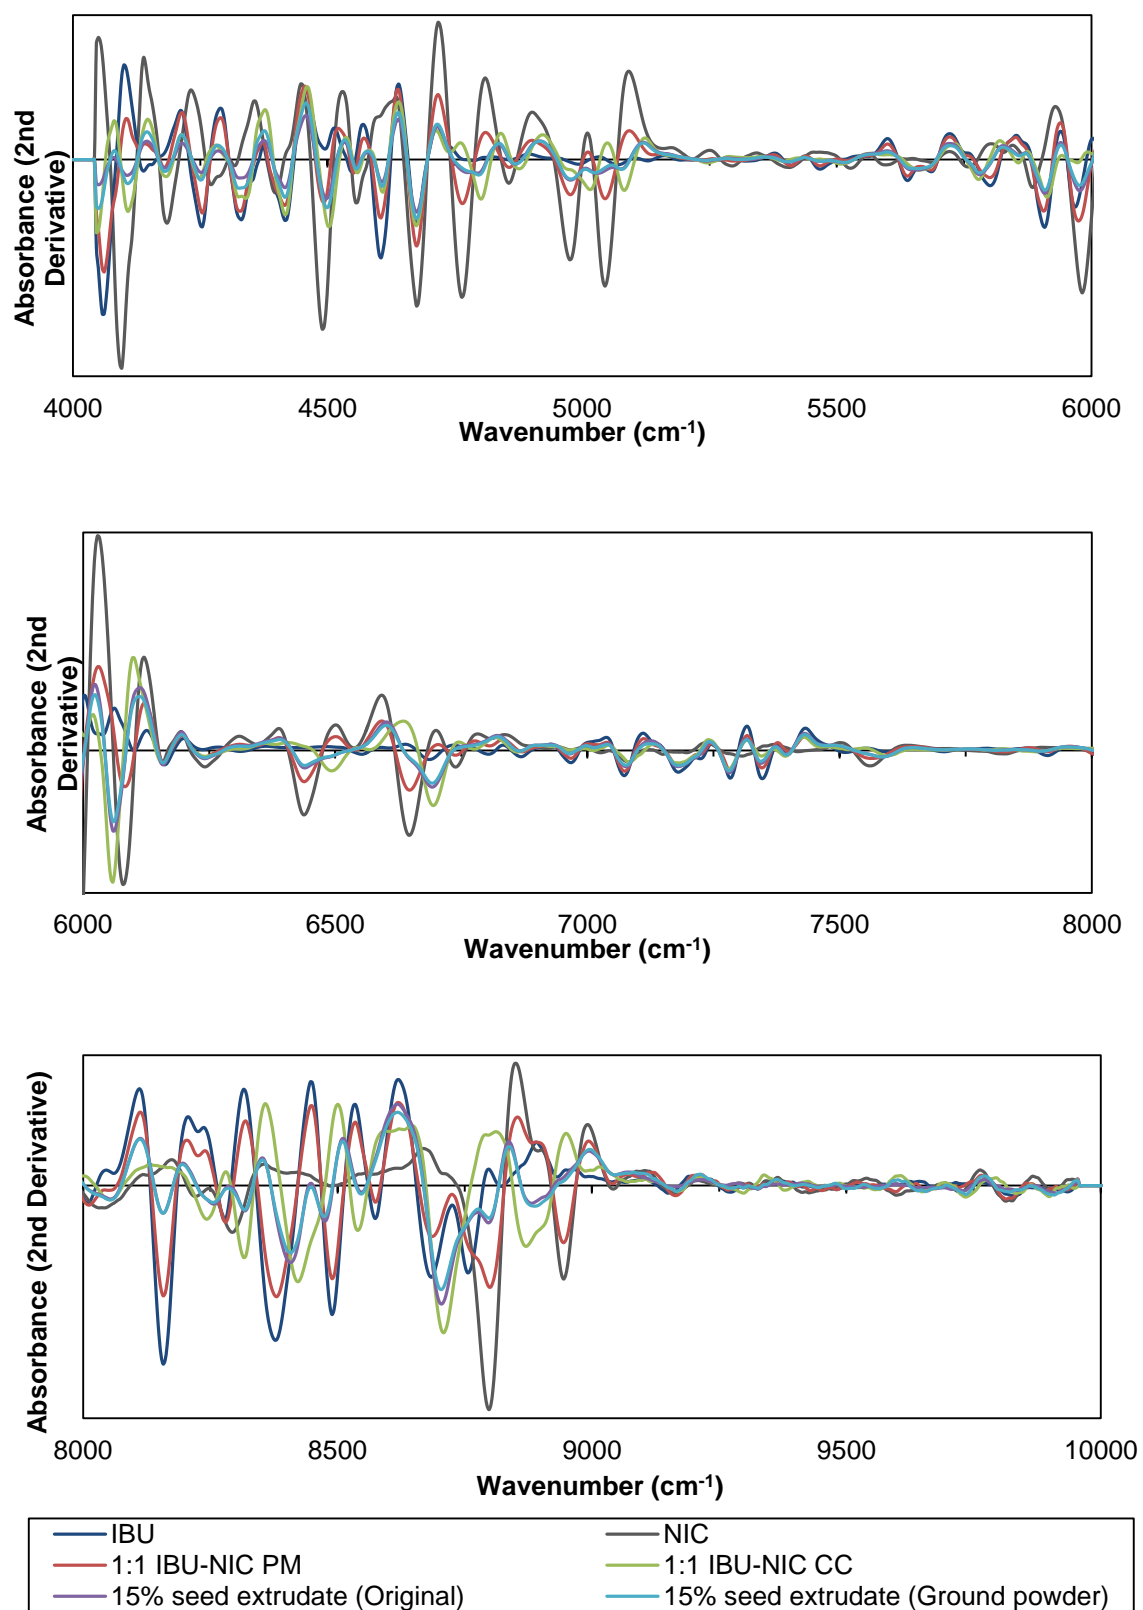 Absorbance (2nd
Derivative)
4000 4500 5000 5500 6000
Wavenumber (cm-1)
Absorbance (2nd
Derivative)
6000 6500 7000 7500 8000
Wavenumber (cm-1)
Absorbance (2nd Derivative)
8000 8500 9000 9500 10000
Wavenumber (cm-1)
IBU NIC
1:1 IBU-NIC PM 1:1 IBU-NIC CC
15% seed extrudate (Original) 15% seed extrudate (Ground powder)